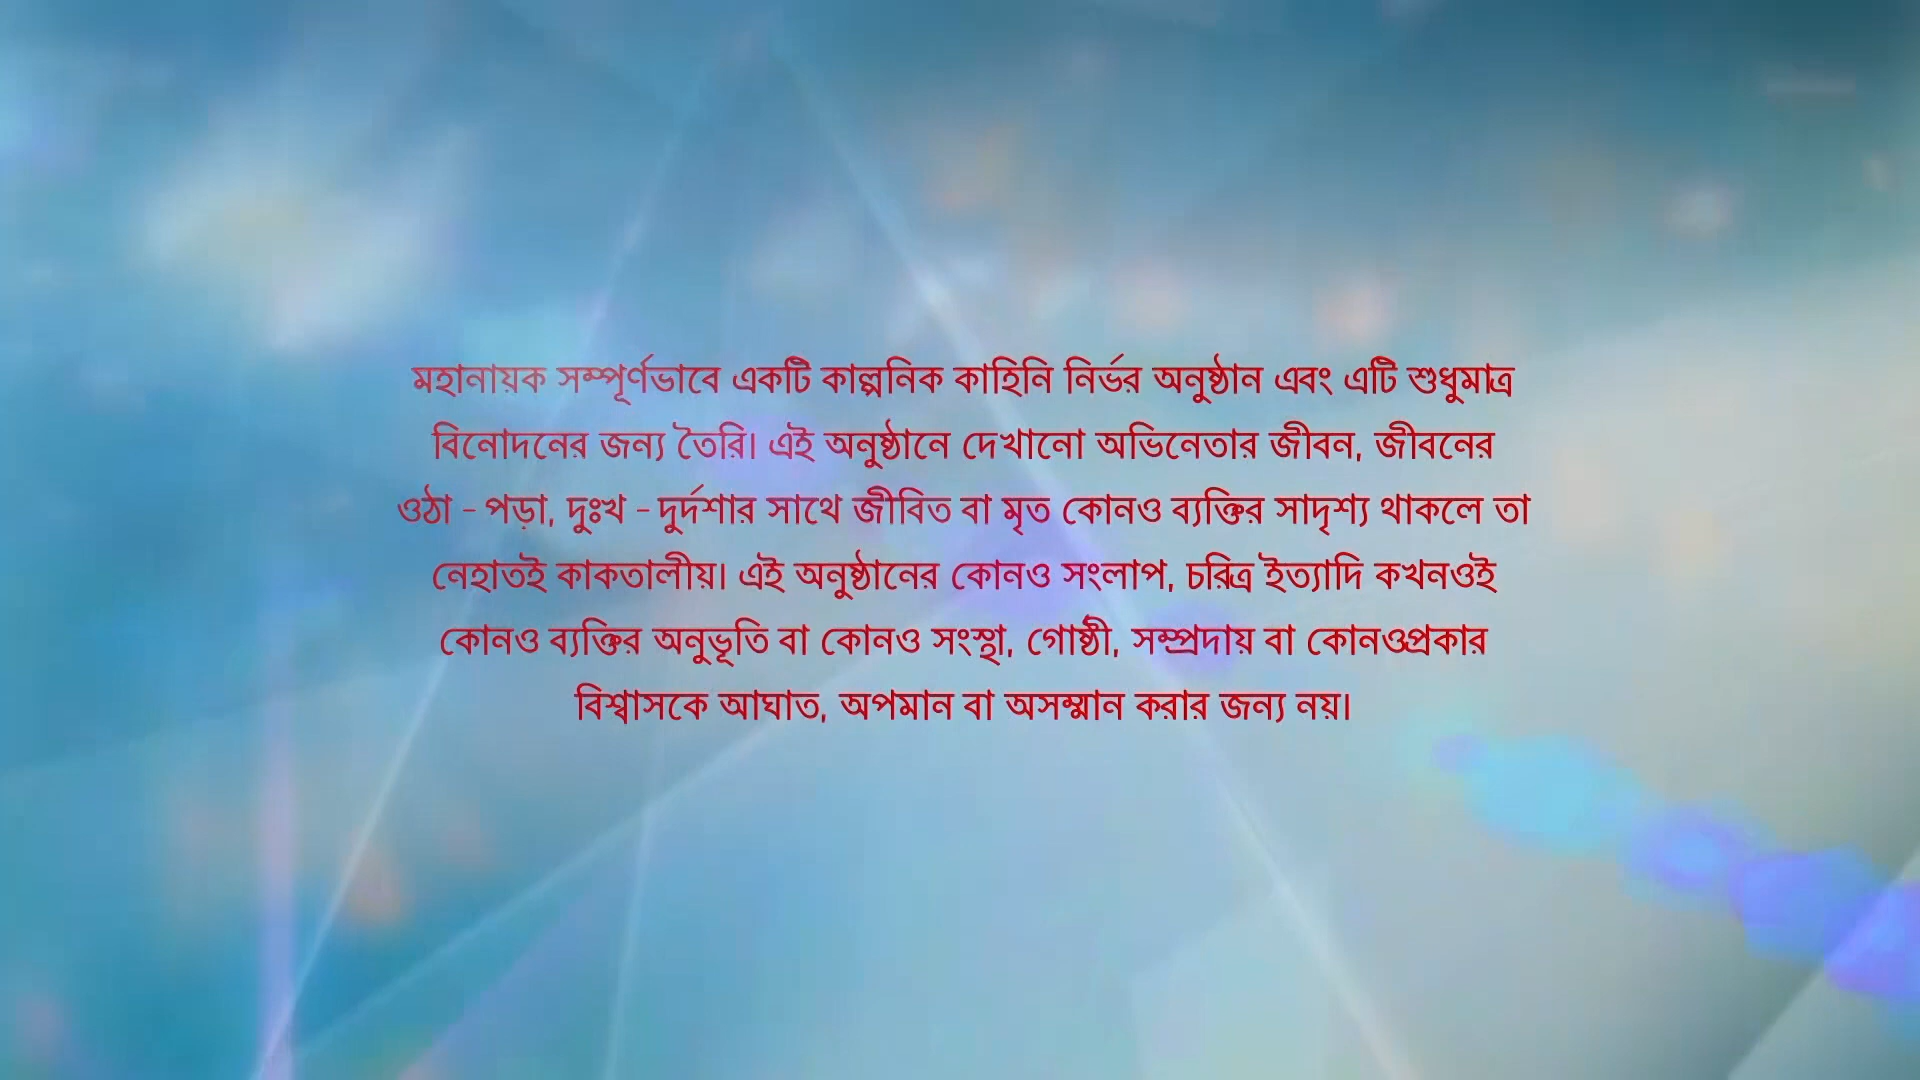 মহানায়ক সম্পূর্ণভাবে একটি কাল্পনিক কাহিনি নির্ভর অনুষ্ঠান এবং এটি শুধুমাত্র
বিনোদনের জন্য তৈরি। এই অনুষ্ঠানে দেখানো অভিনেতার জীবন, জীবনের
ওঠা - পড়া, দুঃখ - দুর্দশার সাথে জীবিত বা মৃত কোনও ব্যক্তির সাদৃশ্য থাকলে তা
নেহাতই কাকতালীয়। এই অনুষ্ঠানের কোনও সংলাপ, চরিত্র ইত্যাদি কখনওই
কোনও ব্যক্তির অনুভূতি বা কোনও সংস্থা, গোষ্ঠী, সম্প্রদায় বা কোনওপ্রকার
বিশ্বাসকে আঘাত, অপমান বা অসম্মান করার জন্য নয়।